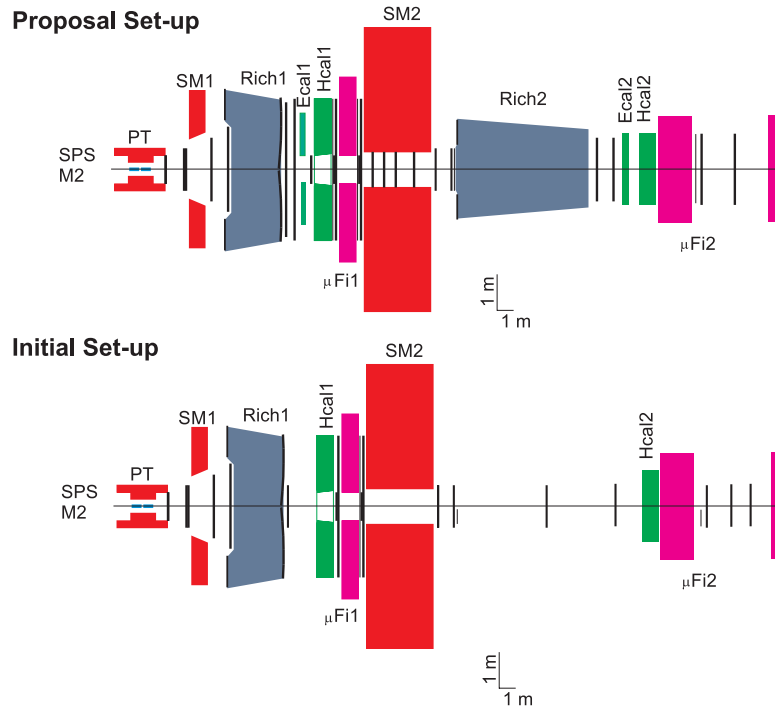 Proposal Set-up
SM2
SM1
Rich1
Ecal1
Hcal1
Rich2
Ecal2
Hcal2
PT
SPS
M2
μFi1
μFi2
1 m
1 m
Initial Set-up
SM2
SM1
Rich1
Hcal1
Hcal2
PT
SPS
M2
μFi1
μFi2
1 m
1 m